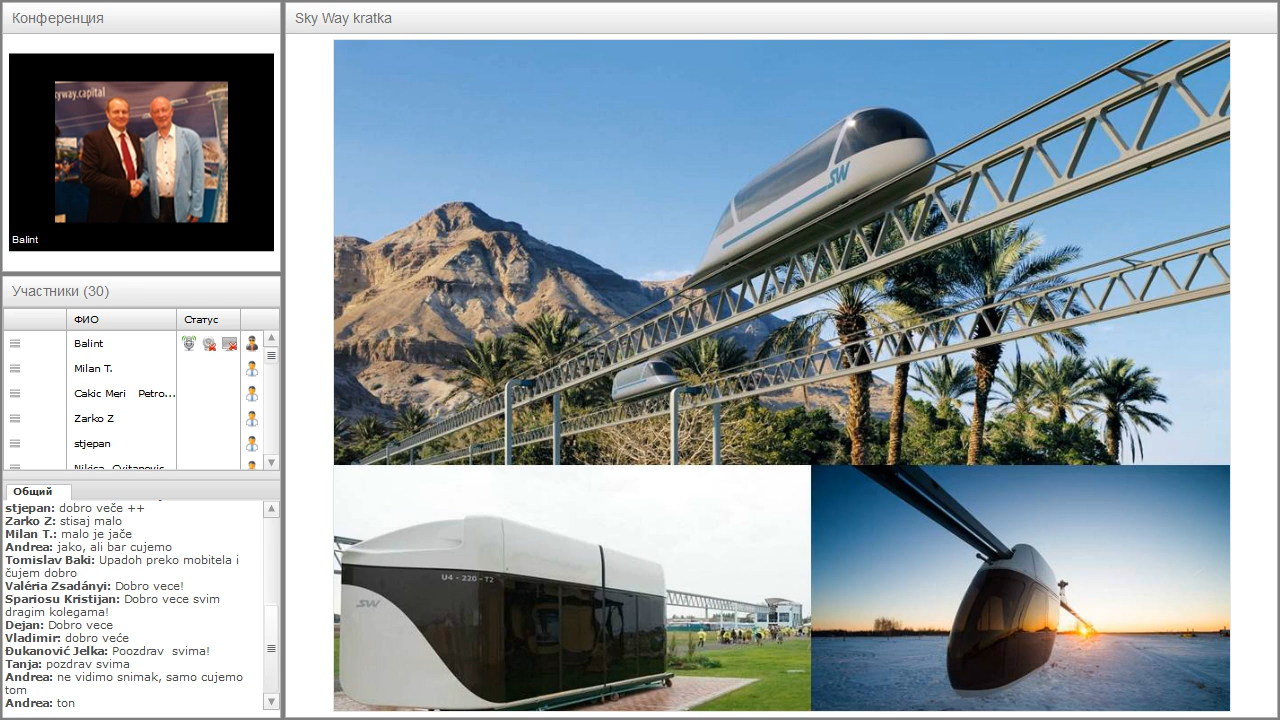 Конференция
yway.capital
Balint
Участники (30)
ФИО Статус
Balint
Milan T.
Cakic Meri Petro...
Zarko Z
stjepan
Общий
stjepan: dobro veče ++
Zarko Z: stisaj malo
Milan T.: malo je jače
Andrea: jako, ali bar cujemo
Tomislav Baki: Upadoh preko mobitela i
čujem dobro
Valéria Zsadányi: Dobro vece!
Spariosu Kristijan: Dobro vece svim
dragim kolegama
Dejan: Dobro vece
Vladimir: dobro veće
Đukanović Jelka: Poozdrav svima!
Tanja: pozdrav svima
Andrea: ne vidimo snimak, samo cujemo
tom
Andrea: ton
Sky Way kratka
SW
U4 - 220 - T2
SW